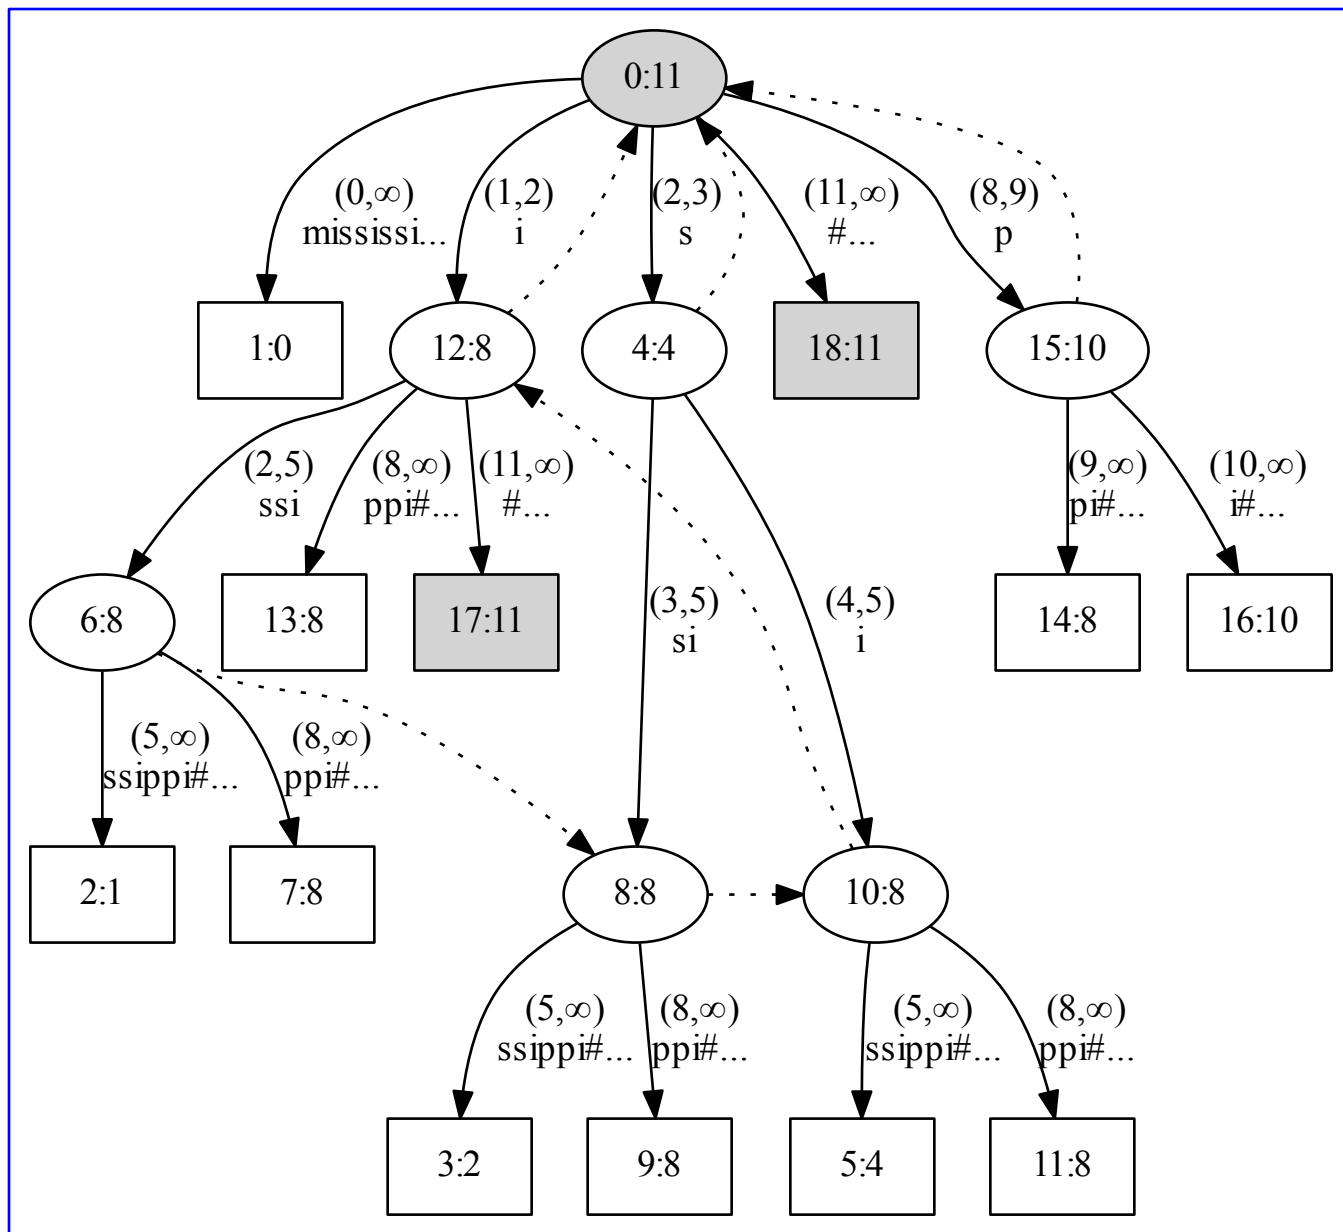 0:11
(0,∞)
mississi...
(1,2)
i
(2,3)
s
(11,∞)
#...
(8,9)
p
1:0
12:8
4:4
18:11
15:10
(2,5)
ssi
(8,∞)
ppi#...
(11,∞)
#...
(9,∞)
pi#...
(10,∞)
i#...
6:8
13:8
17:11
(3,5)
si
(4,5)
i
14:8
16:10
(5,∞)
ssippi#...
(8,∞)
ppi#...
2:1
7:8
8:8
10:8
(5,∞)
ssippi#...
(8,∞)
ppi#...
(5,∞)
ssippi#...
(8,∞)
ppi#...
3:2
9:8
5:4
11:8